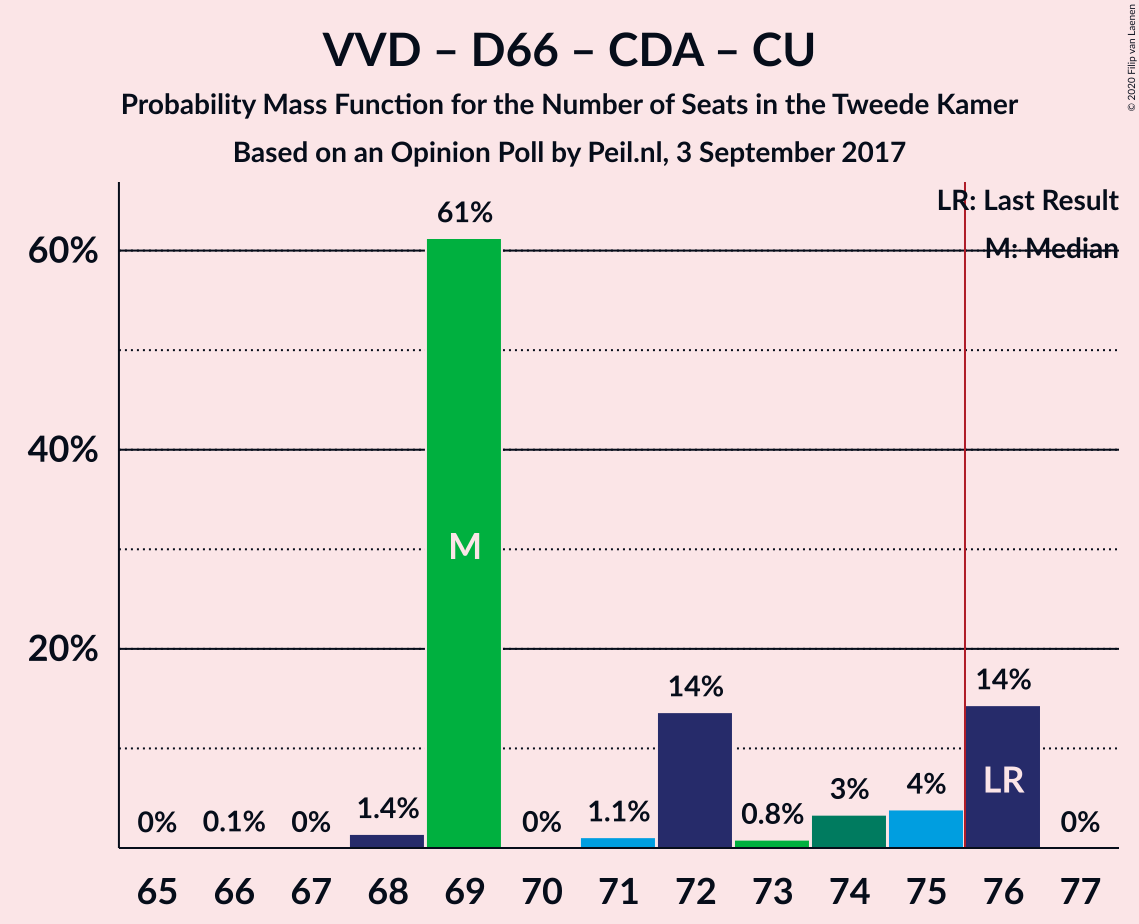 VVD – D66 – CDA – CU
Probability Mass Function for the Number of Seats in the Tweede Kamer
Based on an Opinion Poll by Peil.nl, 3 September 2017
© 2020 Filip van Laenen
LR: Last Result
M: Median
60%
40%
20%
0% 0.1% 0% 1.4% 61% 0% 1.1% 14% 0.8% 3% 4% 14% 0%
M
LR
65 66 67 68 69 70 71 72 73 74 75 76 77